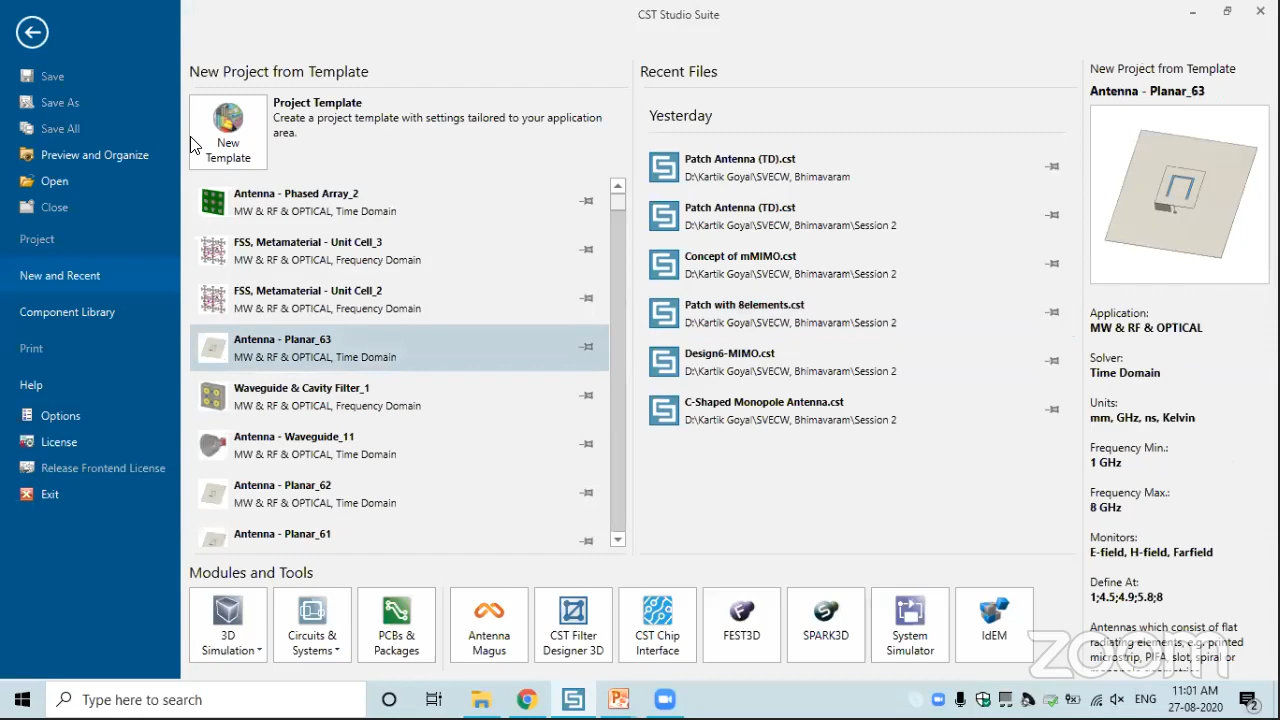 CST Studio Suite
Save
Save As
Save All
Preview and Organize
Open
Close
Project
New and Recent
Component Library
Print
Help
Options
License
Release Frontend License
Exit
New Project from Template
New
Template
Project Template
Create a project template with settings tailored to your application
area.
Antenna - Phased Array_2
MW & RF & OPTICAL, Time Domain
FSS, Metamaterial - Unit Cell_3
MW & RF & OPTICAL, Frequency Domain
FSS, Metamaterial - Unit Cell_2
MW & RF & OPTICAL, Frequency Domain
Antenna - Planar_63
MW & RF & OPTICAL, Time Domain
Waveguide & Cavity Filter_1
MW & RF & OPTICAL, Frequency Domain
Antenna - Waveguide_11
MW & RF & OPTICAL, Time Domain
Antenna - Planar_62
MW & RF & OPTICAL, Time Domain
Antenna - Planar_61
Recent Files
Yesterday
Patch Antenna (TD).cst
D:\Kartik Goyal\SVECW, Bhimavaram
Patch Antenna (TD).cst
D:\Kartik Goyal\SVECW, Bhimavaram\Session 2
Concept of mMIMO.cst
D:\Kartik Goyal\SVECW, Bhimavaram\Session 2
Patch with 8elements.cst
D:\Kartik Goyal\SVECW, Bhimavaram\Session 2
Design6-MIMO.cst
D:\Kartik Goyal\SVECW, Bhimavaram\Session 2
C-Shaped Monopole Antenna.cst
D:\Kartik Goyal\SVECW, Bhimavaram\Session 2
New Project from Template
Antenna - Planar_63
Application:
MW & RF & OPTICAL
Solver:
Time Domain
Units:
mm, GHz, ns, Kelvin
Frequency Min.:
1 GHz
Frequency Max.:
8 GHz
Monitors:
E-field, H-field, Farfield
Define At:
1;4.5;4.9;5.8;8
Antennas which consist of flat
radiating elements, e.g. printed
microstrip, PIFA, slot, spiral or
Modules and Tools
3D
Simulation
Circuits &
Systems
PCBs &
Packages
Antenna
Magus
CST Filter
Designer 3D
CST Chip
Interface
FEST3D
SPARK3D
System
Simulator
IdEM
zoom
Type here to search
ENG
11:01 AM
27-08-2020
2